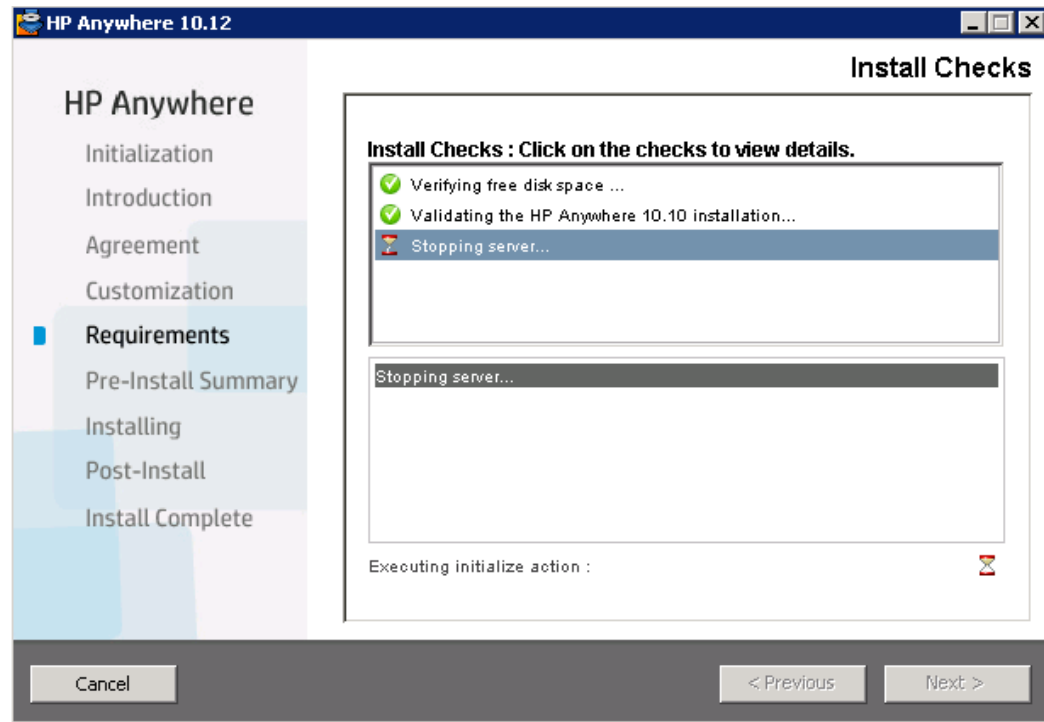 HP Anywhere 10.12
Install Checks
HP Anywhere
Initialization
Introduction
Agreement
Customization
Requirements
Pre-Install Summary
Installing
Post-Install
Install Complete
Install Checks : Click on the checks to view details.
Verifying free disk space ...
Validating the HP Anywhere 10.10 installation...
Stopping server...
Stopping server...
Executing initialize action :
Cancel
< Previous
Next >